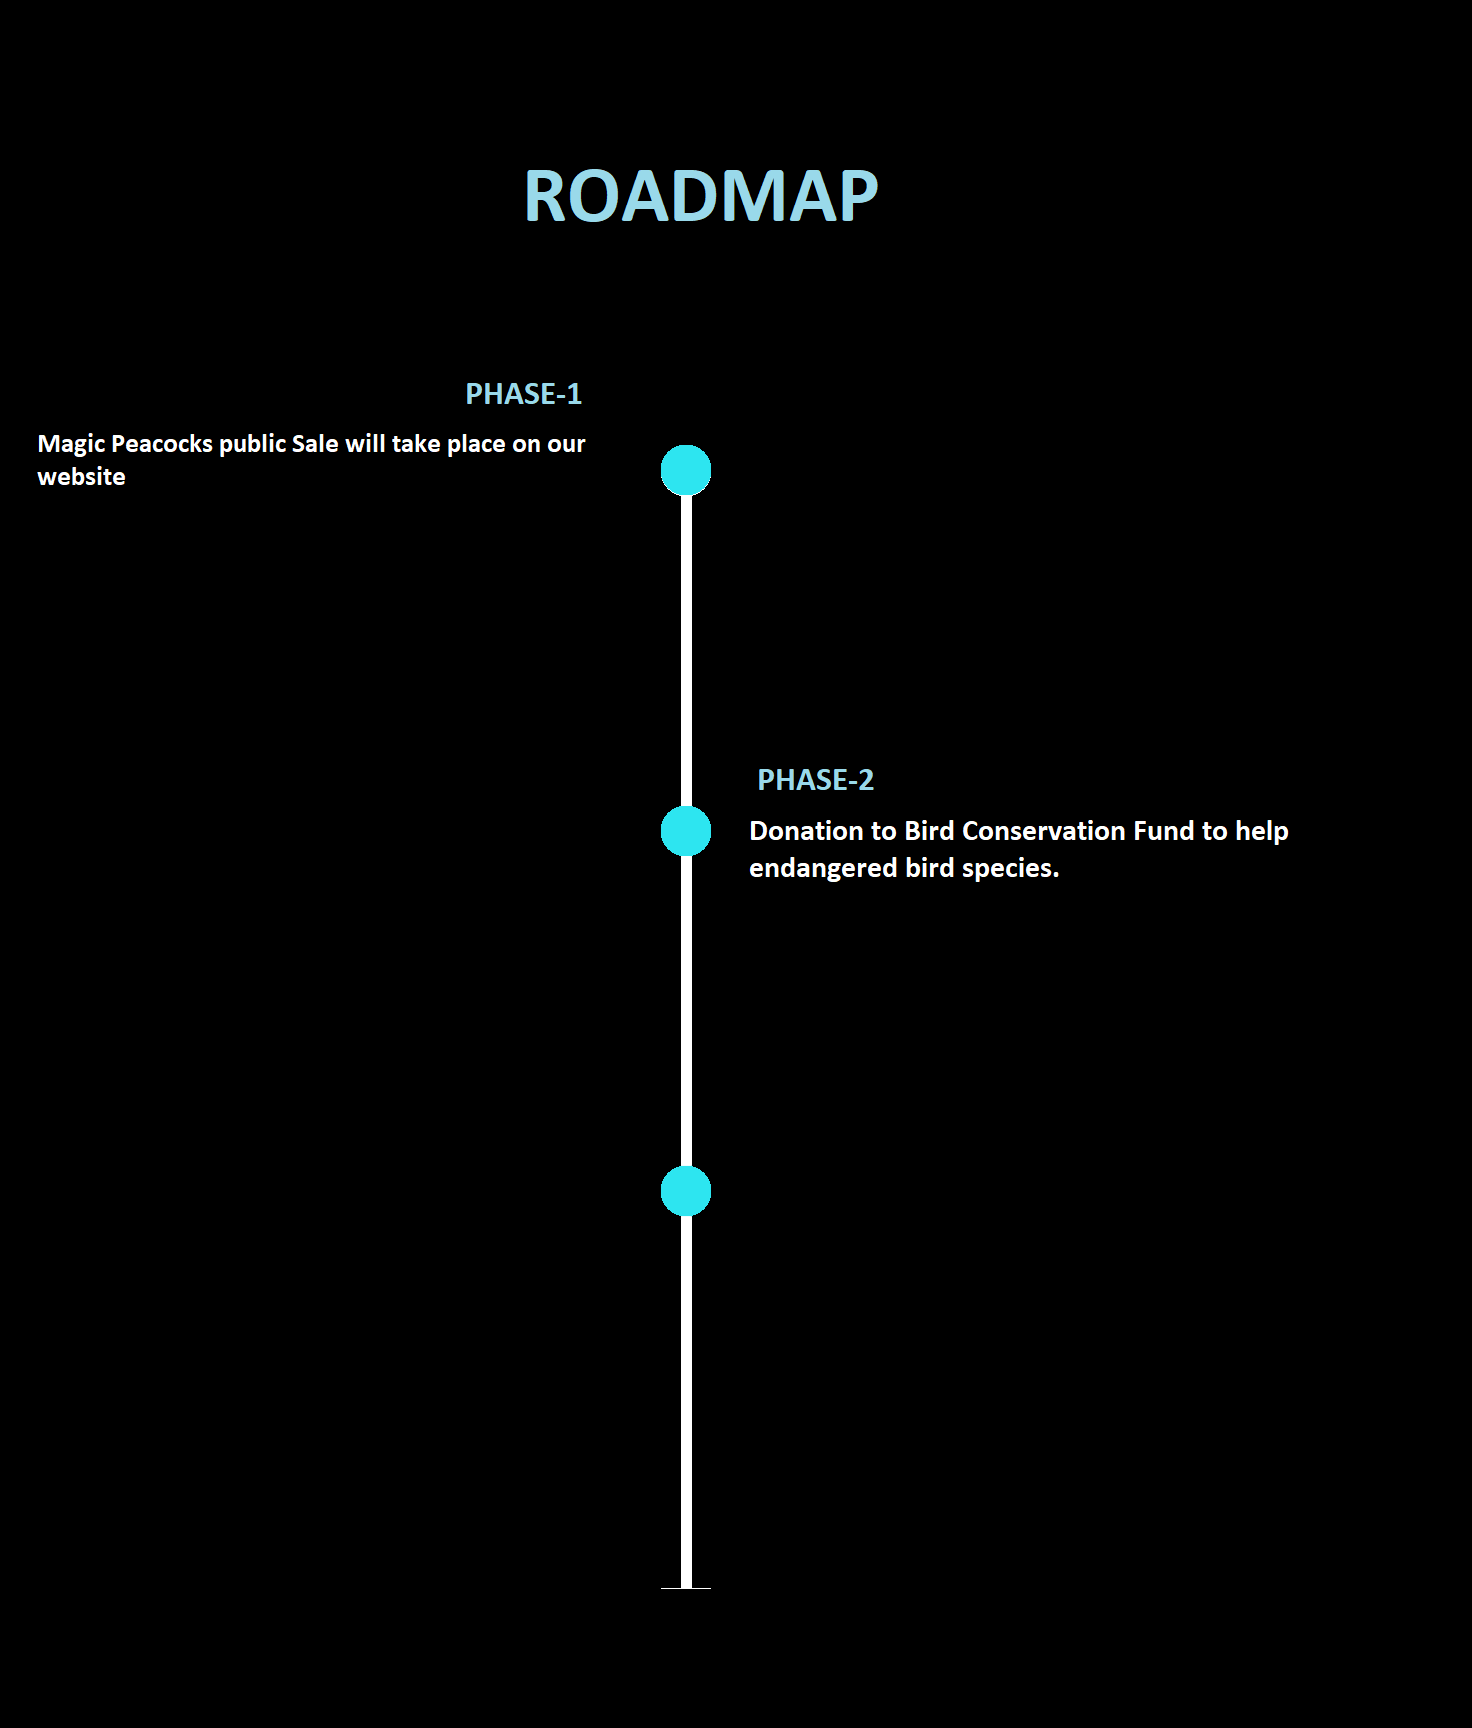 ROADMAP
PHASE-1
Magic Peacocks public Sale will take place on our
website
PHASE-2
Donation to Bird Conservation Fund to help
endangered bird species.